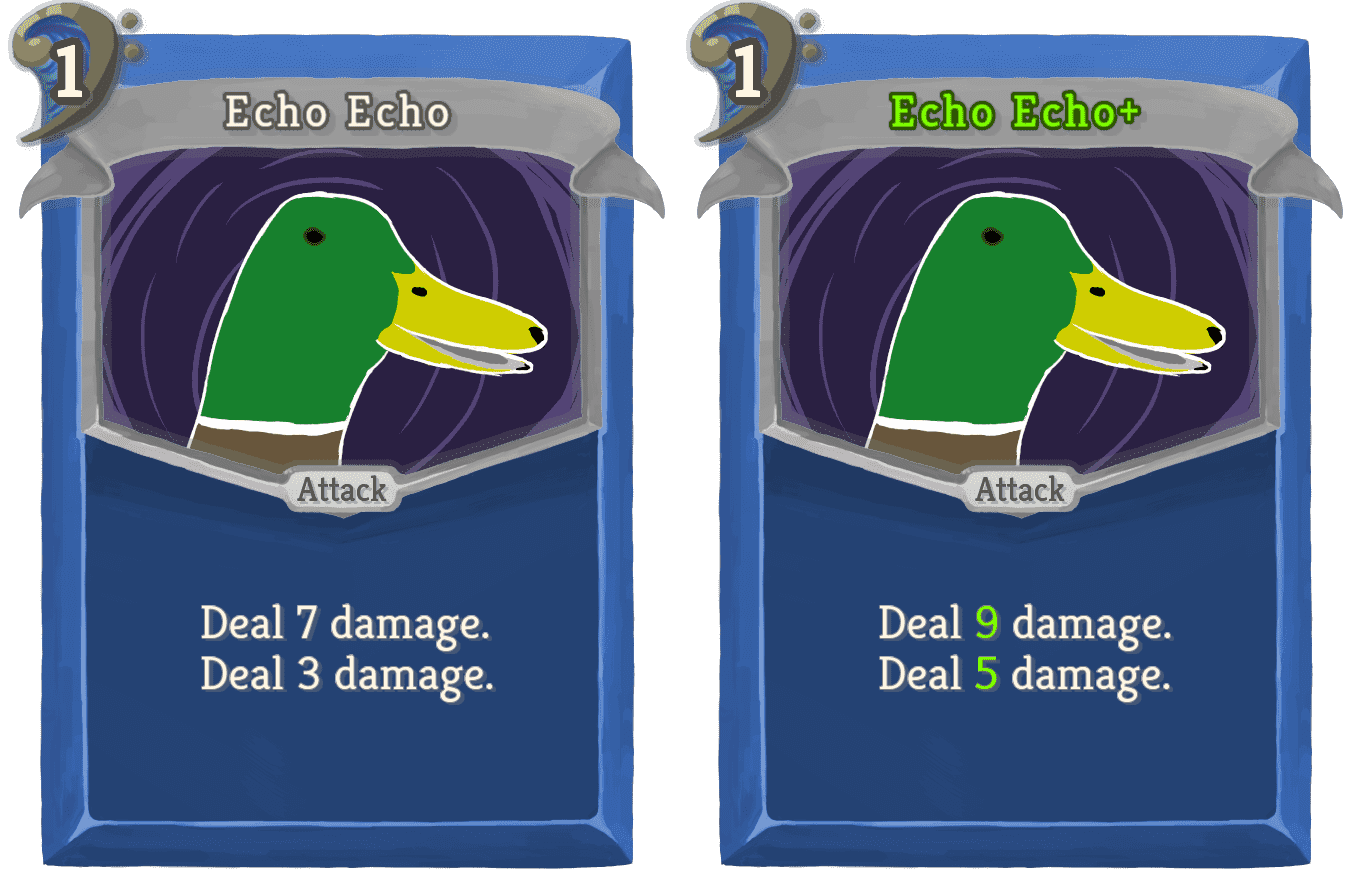 1
Echo Echo
Attack
Deal 7 damage.
Deal 3 damage.
1
Echo Echo+
Attack
Deal 9 damage.
Deal 5 damage.